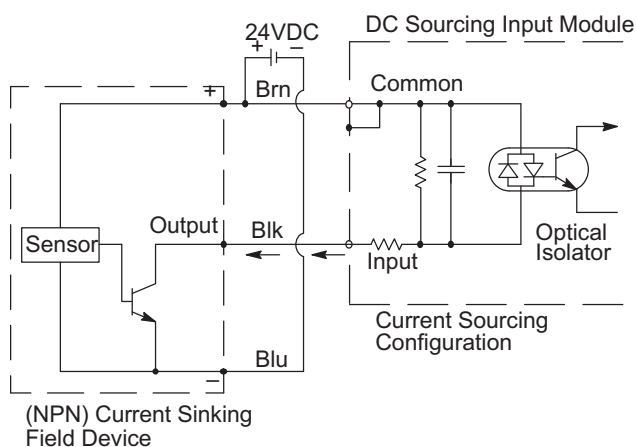 DC Sourcing Input Module
24VDC
+ −
+ Brn Common
Output Blk
Sensor
Input
Optical
Isolator
Current Sourcing
Configuration
Blu
−
(NPN) Current Sinking
Field Device